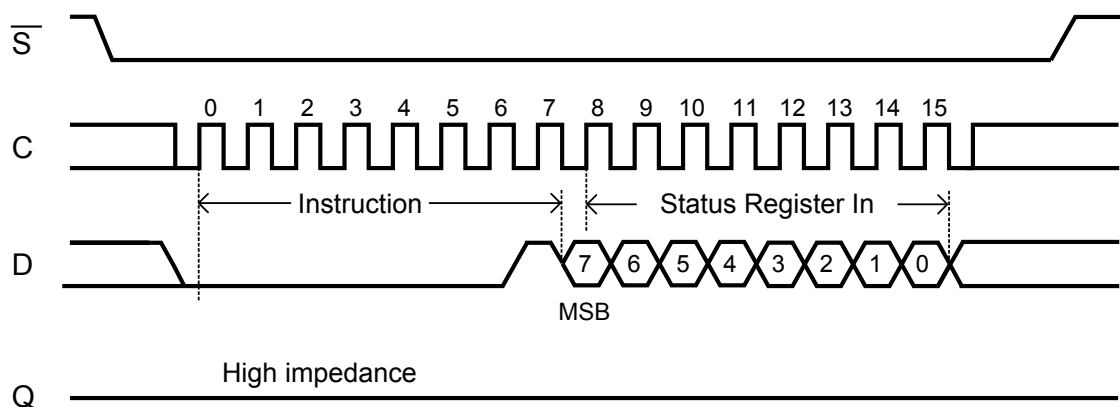 S̅
0 1 2 3 4 5 6 7 8 9 10 11 12 13 14 15
C
Instruction Status Register In
D 7 6 5 4 3 2 1 0
MSB
High impedance
Q